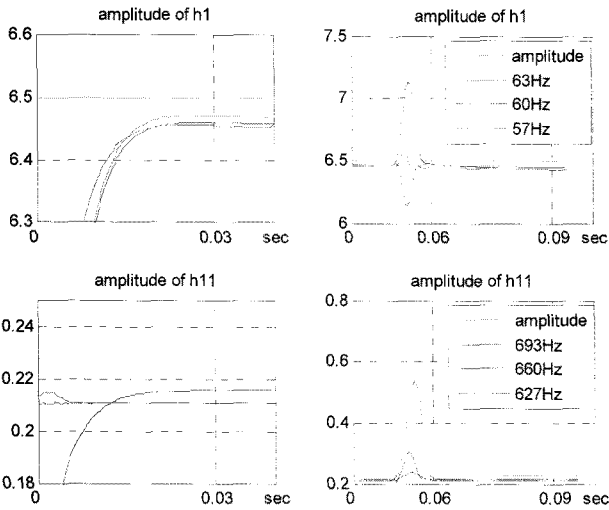 amplitude of h1
6.6
6.5
6.4
6.3
0
0.03
sec
amplitude of h1
7.5
7
6.5
6
amplitude
63Hz
60Hz
57Hz
0
0.06
0.09
sec
amplitude of h11
0.24
0.22
0.2
0.18
0
0.03
sec
amplitude of h11
0.8
0.6
0.4
0.2
amplitude
693Hz
660Hz
627Hz
0
0.06
0.09
sec